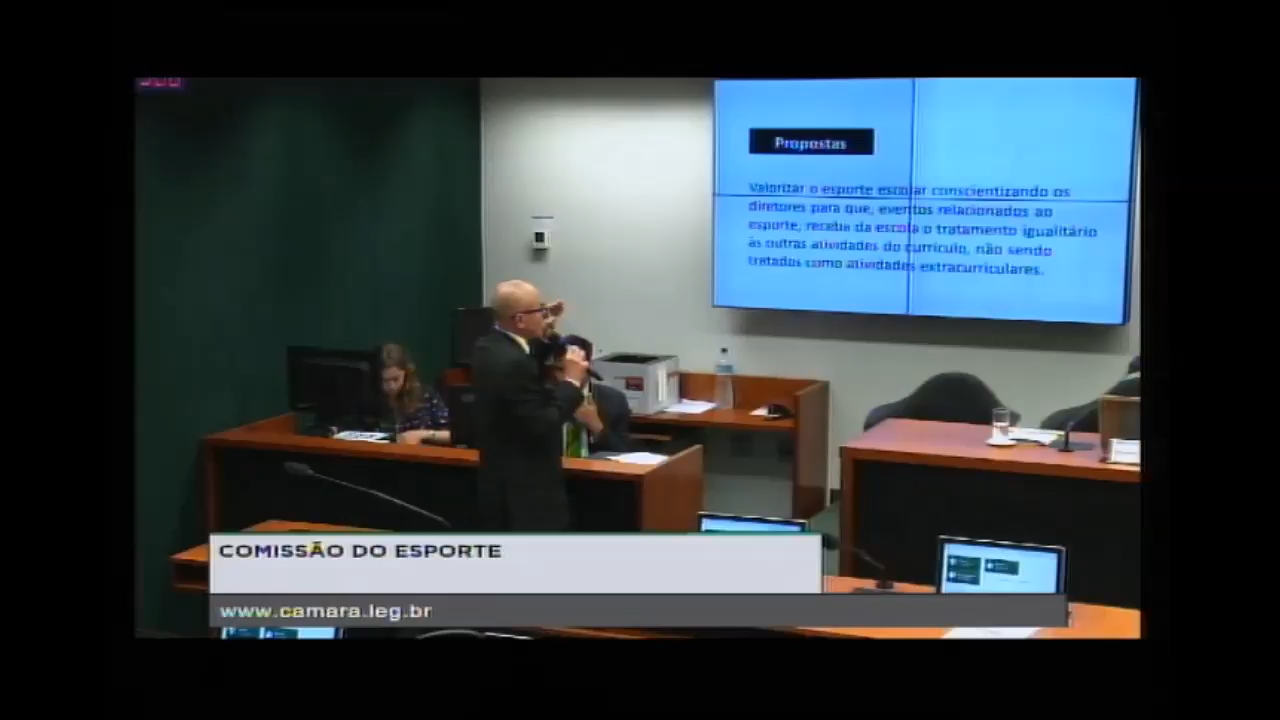 Propostas
Valorizar o esporte escolar conscientizando os
diretores para que, eventos relacionados ao
esporte, receba da escola o tratamento igualitário
às outras atividades do currículo, não sendo
tratados como atividades extracurriculares.
COMISSÃO DO ESPORTE
www.camara.leg.br